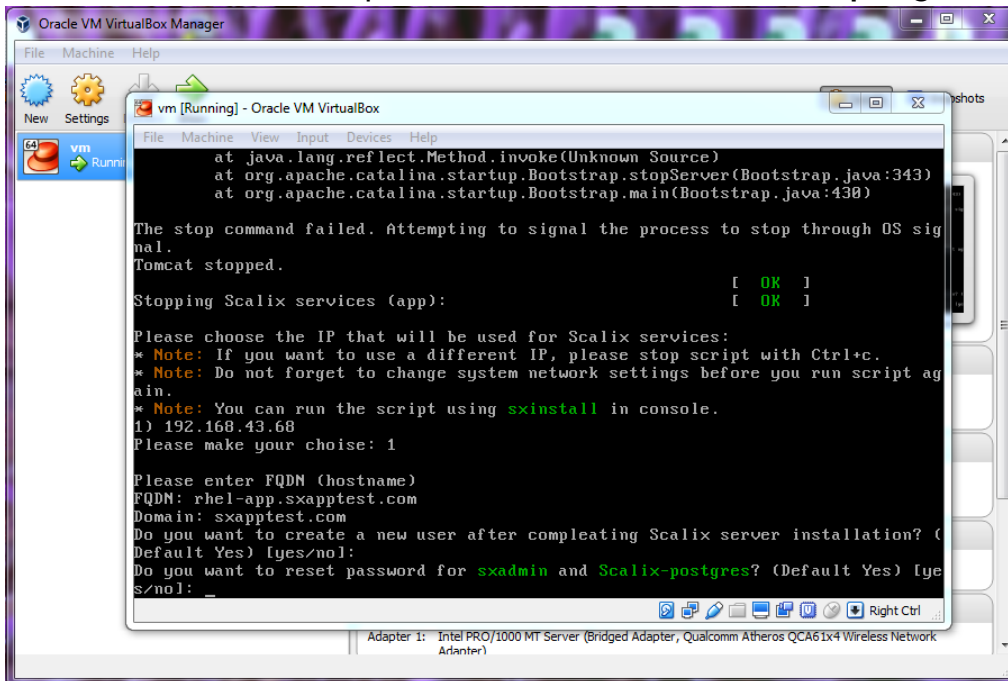 Oracle VM VirtualBox Manager
File Machine Help
New Settings
shots
64 vm
Runnin
vm [Running] - Oracle VM VirtualBox
File Machine View Input Devices Help
at java.lang.reflect.Method.invoke(Unknown Source)
at org.apache.catalina.startup.Bootstrap.stopServer(Bootstrap.java:343)
at org.apache.catalina.startup.Bootstrap.main(Bootstrap.java:430)
The stop command failed. Attempting to signal the process to stop through OS sig
nal.
Tomcat stopped.
[ OK ]
Stopping Scalix services (app): [ OK ]
Please choose the IP that will be used for Scalix services:
* Note: If you want to use a different IP, please stop script with Ctrl+c.
* Note: Do not forget to change system network settings before you run script ag
ain.
* Note: You can run the script using sxinstall in console.
1) 192.168.43.68
Please make your choise: 1
Please enter FQDN (hostname)
FQDN: rhel-app.sxapptest.com
Domain: sxapptest.com
Do you want to create a new user after compleating Scalix server installation? (
Default Yes) [yes/no]:
Do you want to reset password for sxadmin and Scalix-postgres? (Default Yes) [ye
s/no]: _
Right Ctrl
Adapter 1: Intel PRO/1000 MT Server (Bridged Adapter, Qualcomm Atheros QCA61x4 Wireless Network
Adapter)